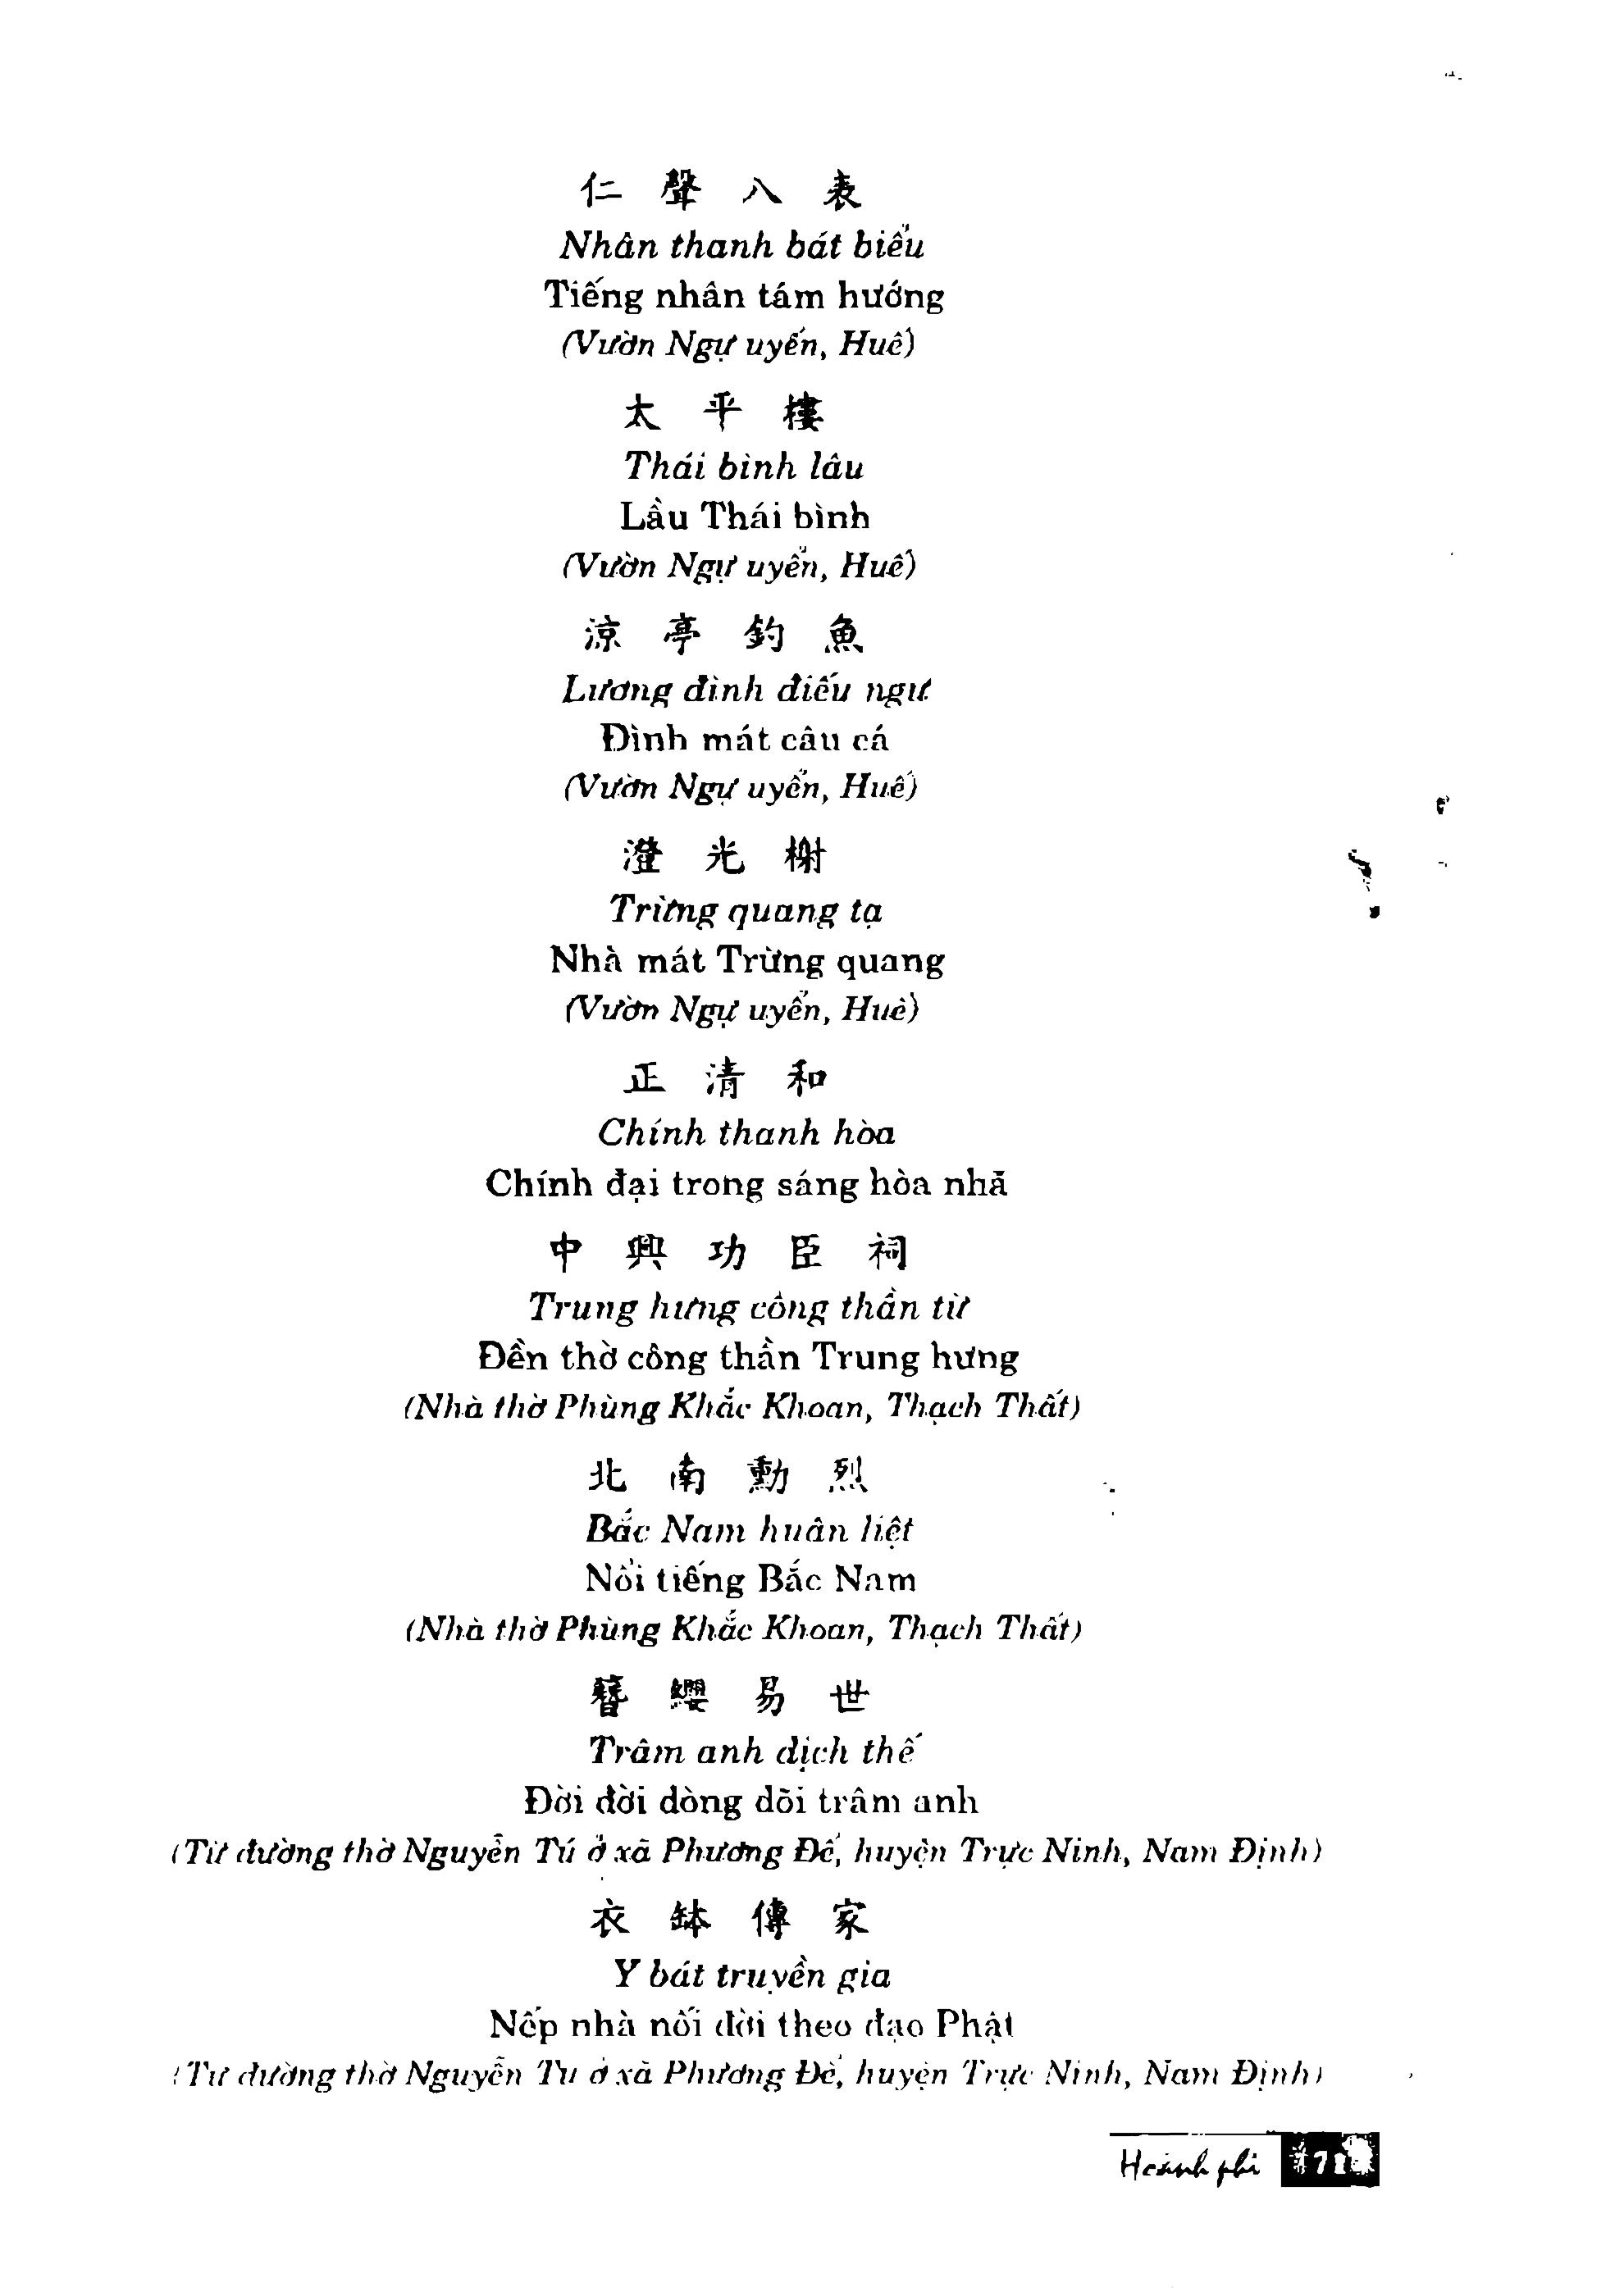 仁 聲 八 表
Nhân thanh bát biểu
Tiếng nhân tám hướng
(Vườn Ngự uyển, Huế)
太 平 樓
Thái bình lâu
Lầu Thái bình
(Vườn Ngự uyển, Huế)
涼 亭 釣 魚
Lương đình điếu ngư
Đình mát câu cá
(Vườn Ngự uyển, Huế)
澄 光 榭
Trừng quang tạ
Nhà mát Trừng quang
(Vườn Ngự uyển, Huế)
正 清 和
Chính thanh hòa
Chính đại trong sáng hòa nhã
中 興 功 臣 祠
Trung hưng công thần từ
Đền thờ công thần Trung hưng
(Nhà thờ Phùng Khắc Khoan, Thạch Thất)
北 南 勳 烈
Bắc Nam huân liệt
Nổi tiếng Bắc Nam
(Nhà thờ Phùng Khắc Khoan, Thạch Thất)
簪 纓 易 世
Trâm anh dịch thế
Đời đời dòng dõi trâm anh
(Từ đường thờ Nguyễn Tú ở xã Phương Để, huyện Trực Ninh, Nam Định)
衣 缽 傳 家
Y bát truyền gia
Nếp nhà nối đời theo đạo Phật
(Từ đường thờ Nguyễn Tú ở xã Phương Để, huyện Trực Ninh, Nam Định)
Hoành phi